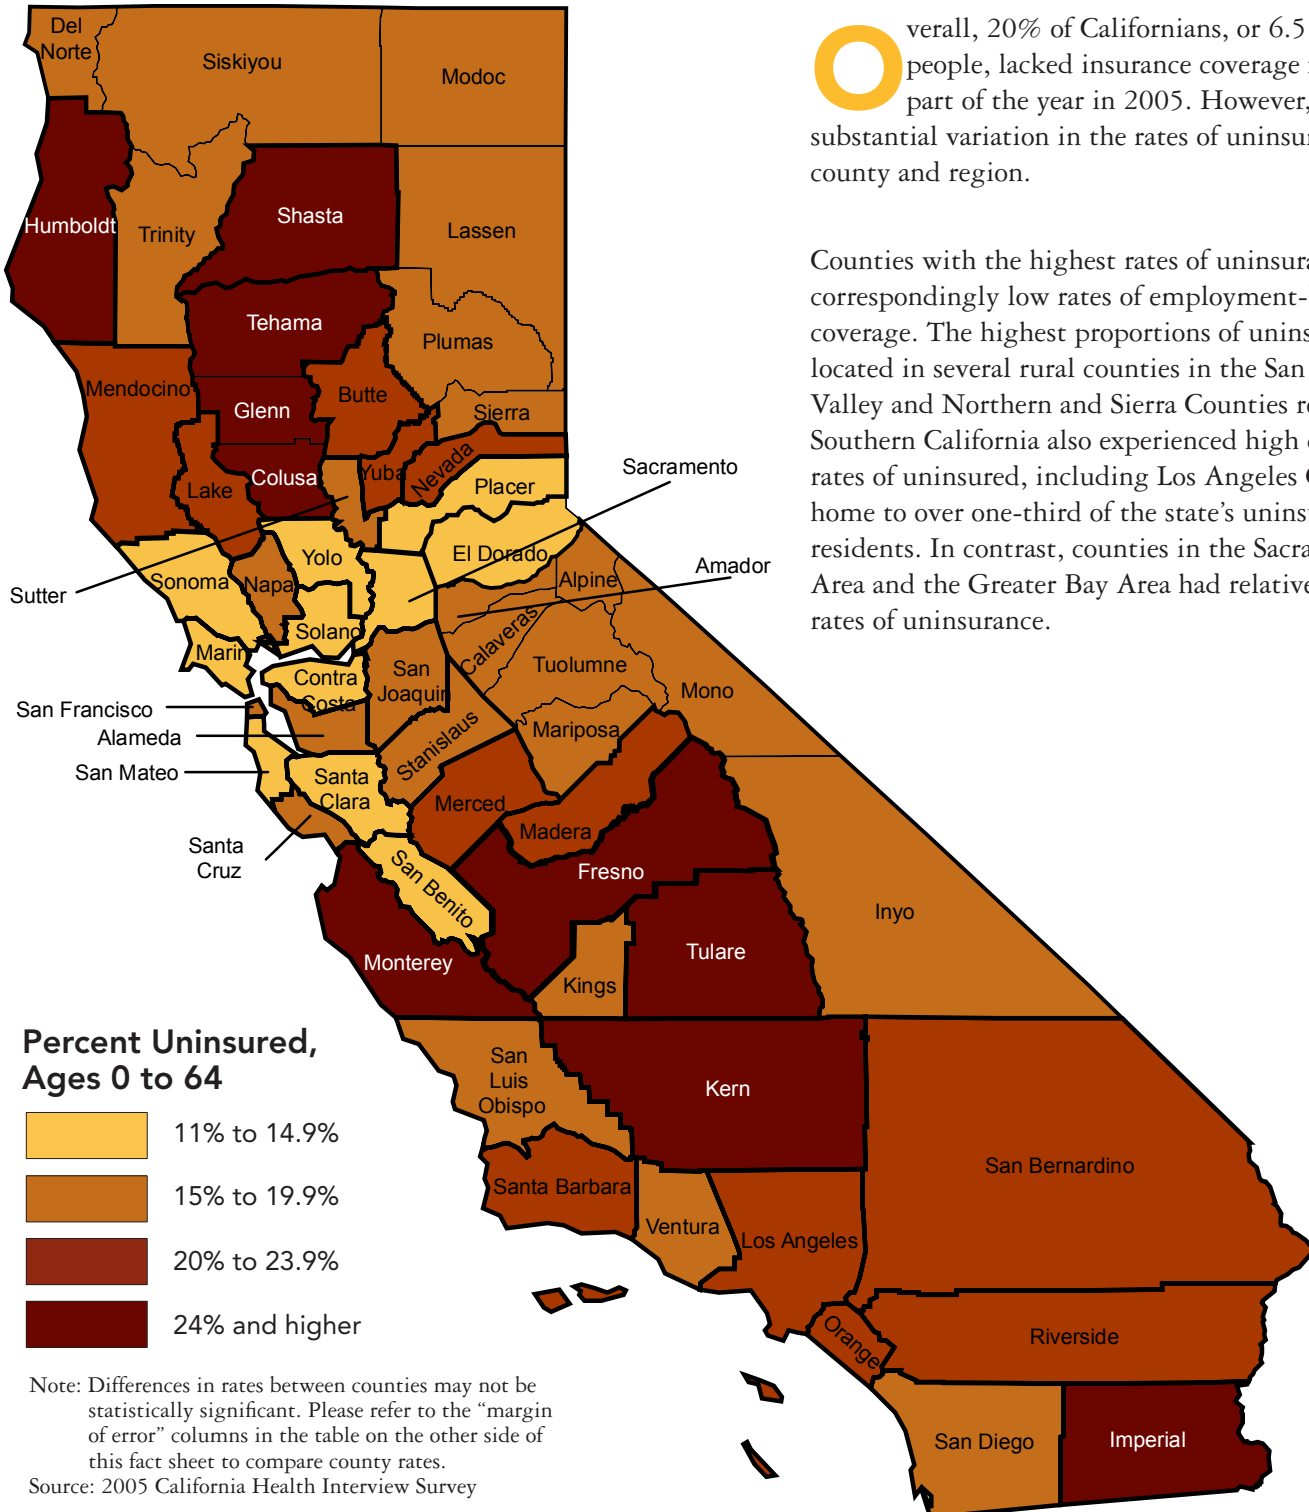 Overall, 20% of Californians, or 6.5
people, lacked insurance coverage
part of the year in 2005. However,
substantial variation in the rates of
county and region.
Counties with the highest rates of
correspondingly low rates of employment-
coverage. The highest proportions of
located in several rural counties in the San
Valley and Northern and Sierra Counties
Southern California also experienced high
rates of uninsured, including Los Angeles
home to over one-third of the state’s
residents. In contrast, counties in the
Area and the Greater Bay Area had
rates of uninsurance.
Del
Norte
Siskiyou
Modoc
Humboldt
Trinity
Shasta
Lassen
Tehama
Plumas
Mendocino
Glenn
Butte
Sierra
Colusa
Lake
Yuba
Nevada
Placer
Sacramento
El Dorado
Yolo
Sonoma
Napa
Sutter
Amador
Alpine
Solano
Marin
Calaveras
Tuolumne
Mono
Contra
Costa
San
Joaquin
San Francisco
Alameda
Stanislaus
Mariposa
San Mateo
Santa
Clara
Merced
Madera
Santa
Cruz
San Benito
Fresno
Inyo
Monterey
Tulare
Kings
San
Luis
Obispo
Kern
Santa Barbara
Ventura
Los Angeles
San Bernardino
Orange
Riverside
San Diego
Imperial
Percent Uninsured,
Ages 0 to 64
11% to 14.9%
15% to 19.9%
20% to 23.9%
24% and higher
Note: Differences in rates between counties may not be
statistically significant. Please refer to the “margin
of error” columns in the table on the other side of
this fact sheet to compare county rates.
Source: 2005 California Health Interview Survey